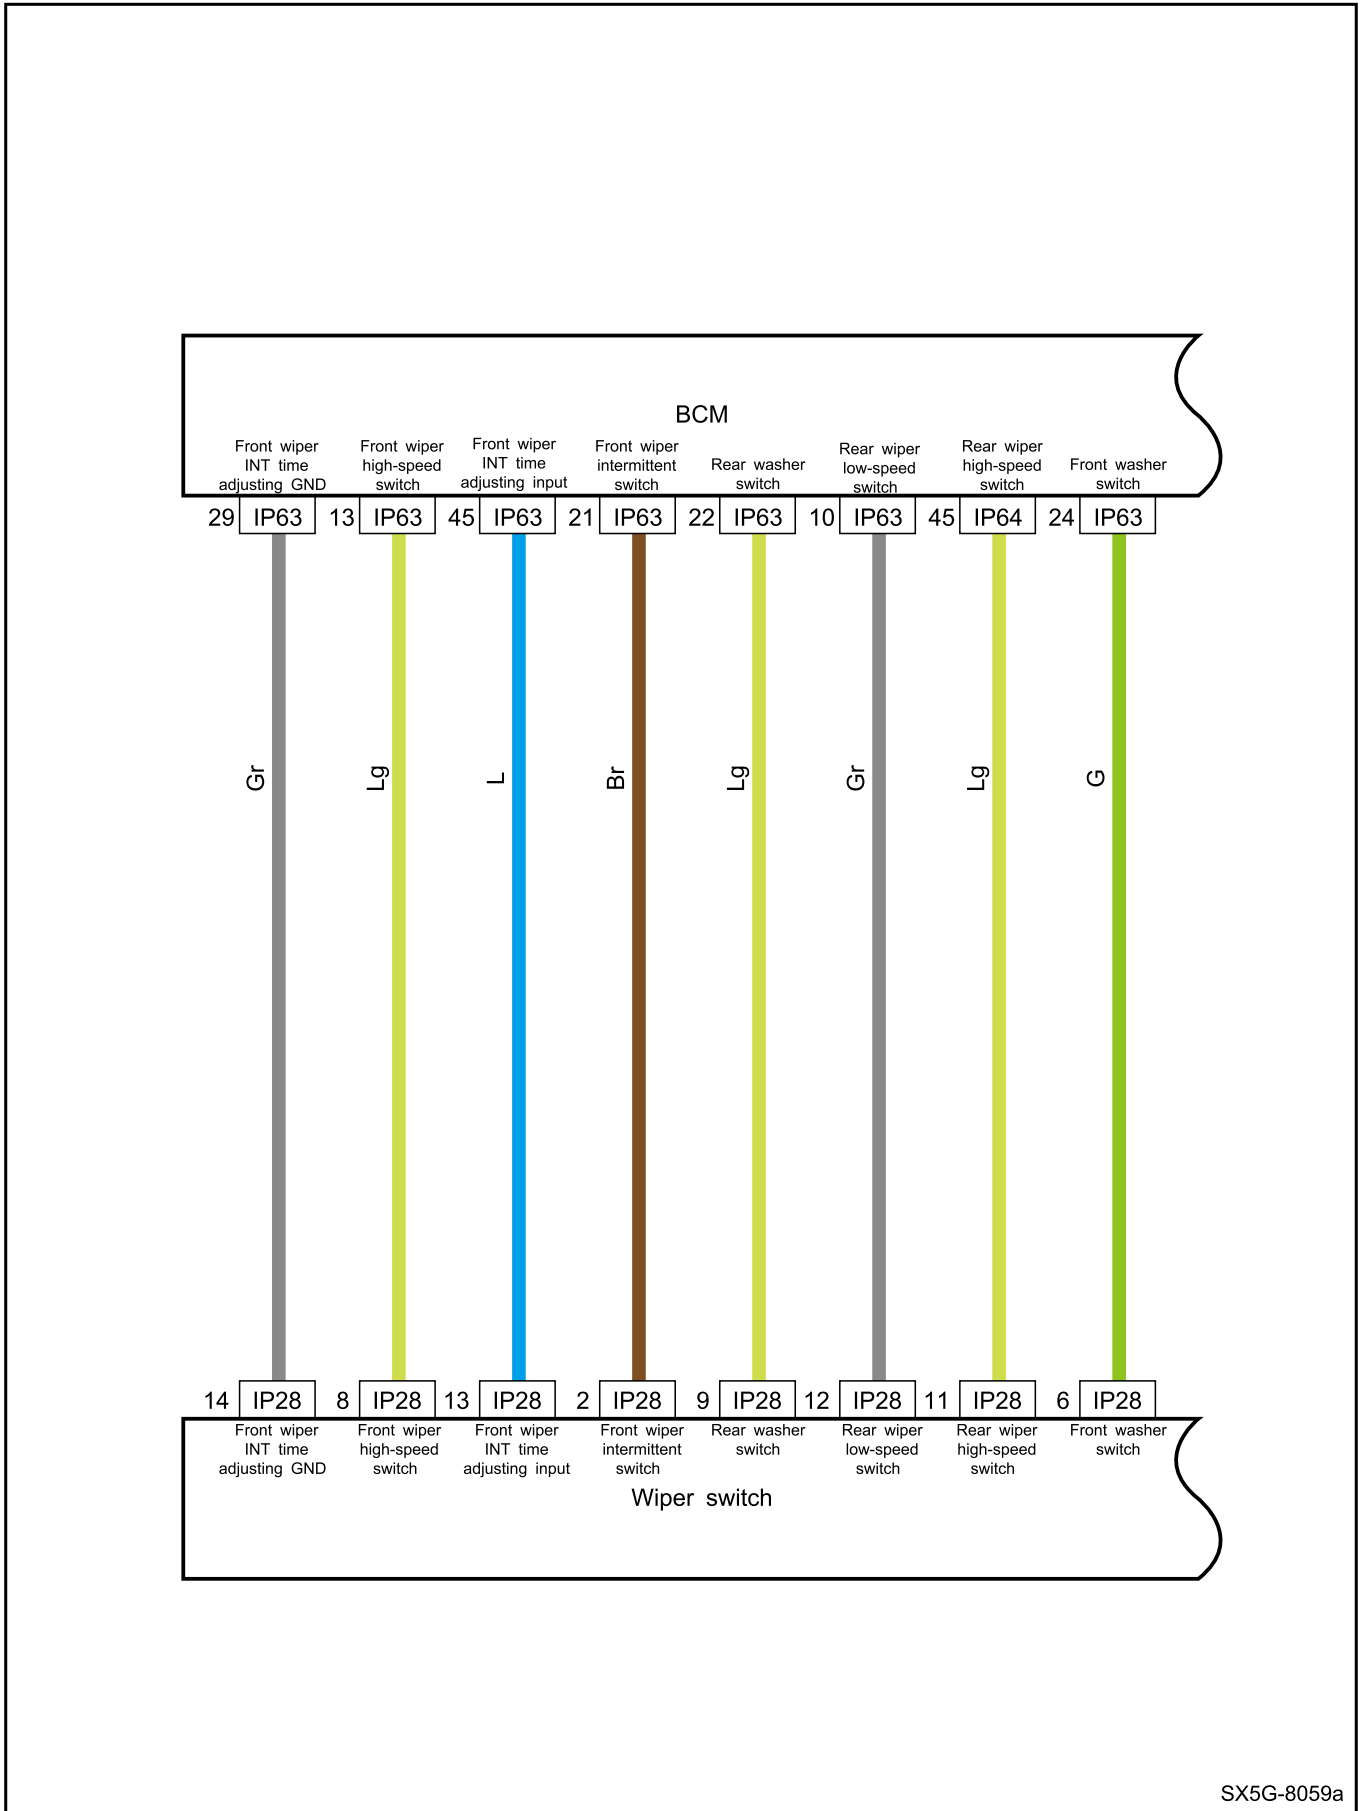 BCM
Front wiper
INT time
adjusting GND
Front wiper
high-speed
switch
Front wiper
INT time
adjusting input
Front wiper
intermittent
switch
Rear washer
switch
Rear wiper
low-speed
switch
Rear wiper
high-speed
switch
Front washer
switch
29 IP63 13 IP63 45 IP63 21 IP63 22 IP63 10 IP63 45 IP64 24 IP63
Gr
Lg
L
Br
Lg
Gr
Lg
G
14 IP28 8 IP28 13 IP28 2 IP28 9 IP28 12 IP28 11 IP28 6 IP28
Front wiper
INT time
adjusting GND
Front wiper
high-speed
switch
Front wiper
INT time
adjusting input
Front wiper
intermittent
switch
Rear washer
switch
Rear wiper
low-speed
switch
Rear wiper
high-speed
switch
Front washer
switch
Wiper switch
SX5G-8059a